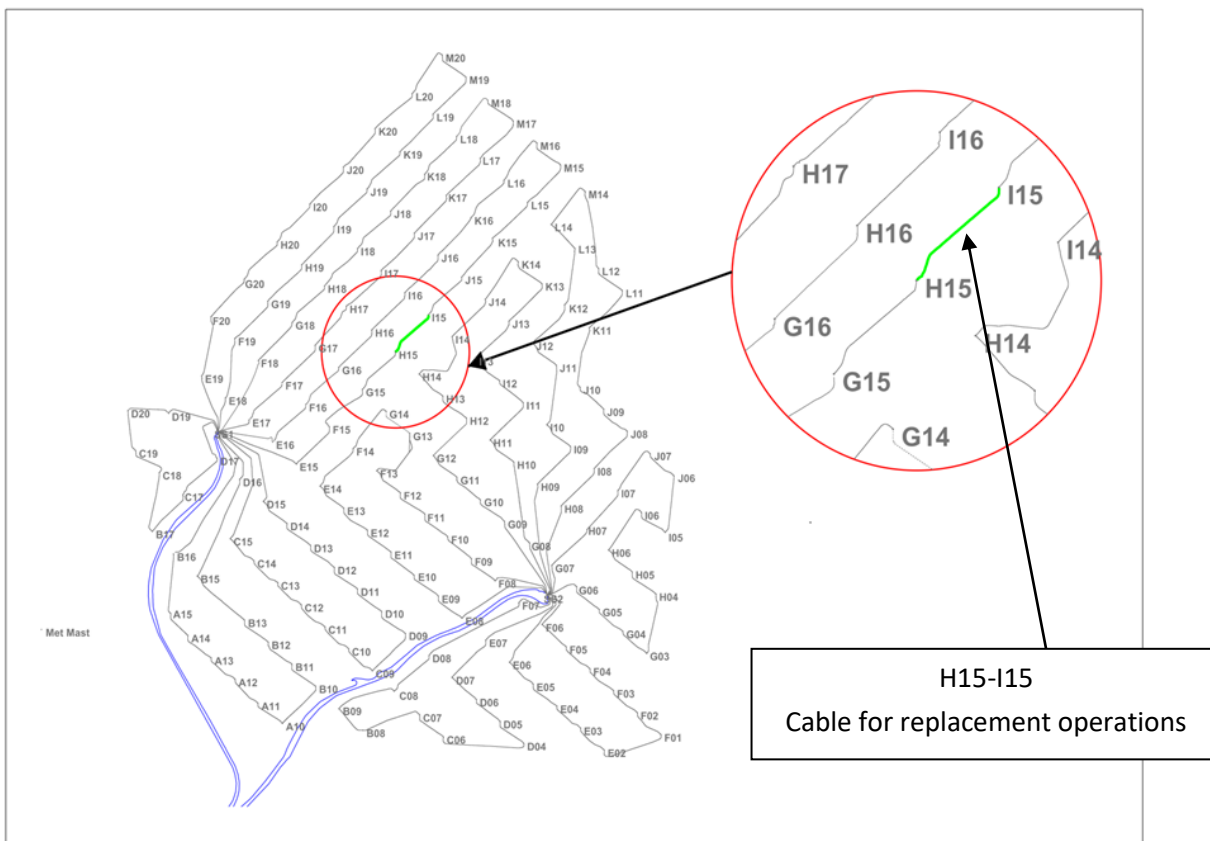 M20
M19
L20
M18
L19
M17
K20
L18
M16
K19
L17
M15
J20
K18
L16
J19
K17
L15
M14
I20
J18
K16
I19
J17
K15
L14
H20
I18
J16
K14
L13
H19
I17
J15
K13
L12
G20
H18
I16
J14
L11
G19
H17
I15
J13
K12
F20
G18
H16
I14
K11
F19
G17
H15
J12
F18
G16
H14
J11
E19
F17
G15
I12
J10
E18
F16
G14
H13
I11
J09
D20
D19
E17
F15
G13
H12
I10
J08
E16
F14
H11
I09
C19
D17
E15
G12
H10
I08
J07
C18
D16
F13
G11
H09
I07
J06
C17
D15
E14
F12
G10
H08
I06
B17
D14
E13
F11
G09
H07
I05
C15
D13
E12
F10
G08
H06
B16
C14
D12
E11
F09
G07
H05
B15
C13
D11
E10
F08
G06
H04
A15
C12
D10
E09
F07
G05
B13
C11
D09
E08
F06
G04
A14
B12
C10
E07
F05
G03
A13
B11
C09
D08
E06
F04
A12
B10
C08
D07
E05
F03
A11
B09
C07
D06
E04
F02
A10
B08
C06
D05
E03
F01
D04
E02
Met Mast
I16
H17
I15
H16
I14
H15
G16
H14
G15
G14
H15-I15
Cable for replacement operations